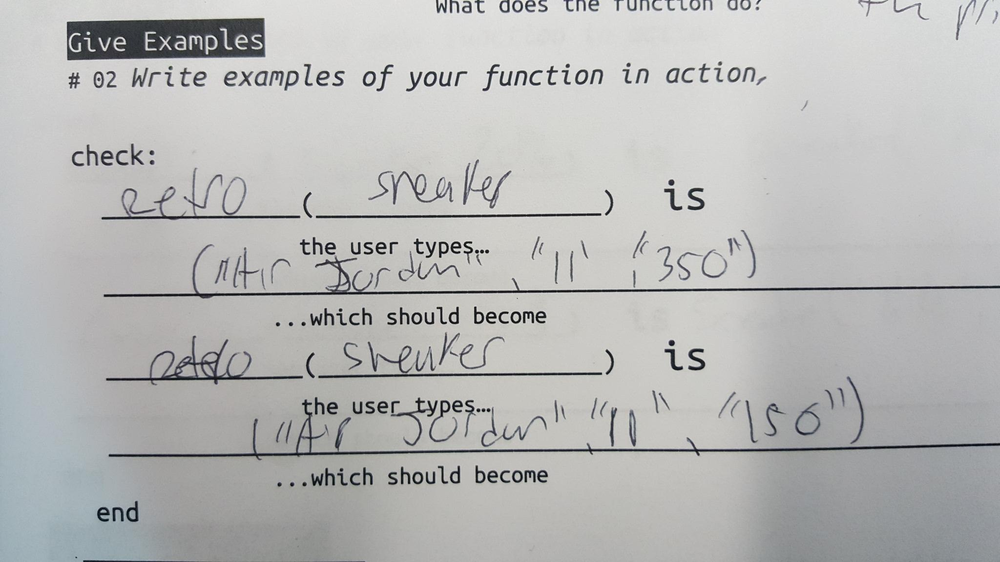 What does the function do?
Give Examples
# 02 Write examples of your function in action,
check:
retro ( sneaker ) is
the user types...
("Air Jordan", "11", "350")
...which should become
retro ( sneaker ) is
the user types...
("Air Jordan", "11", "150")
...which should become
end